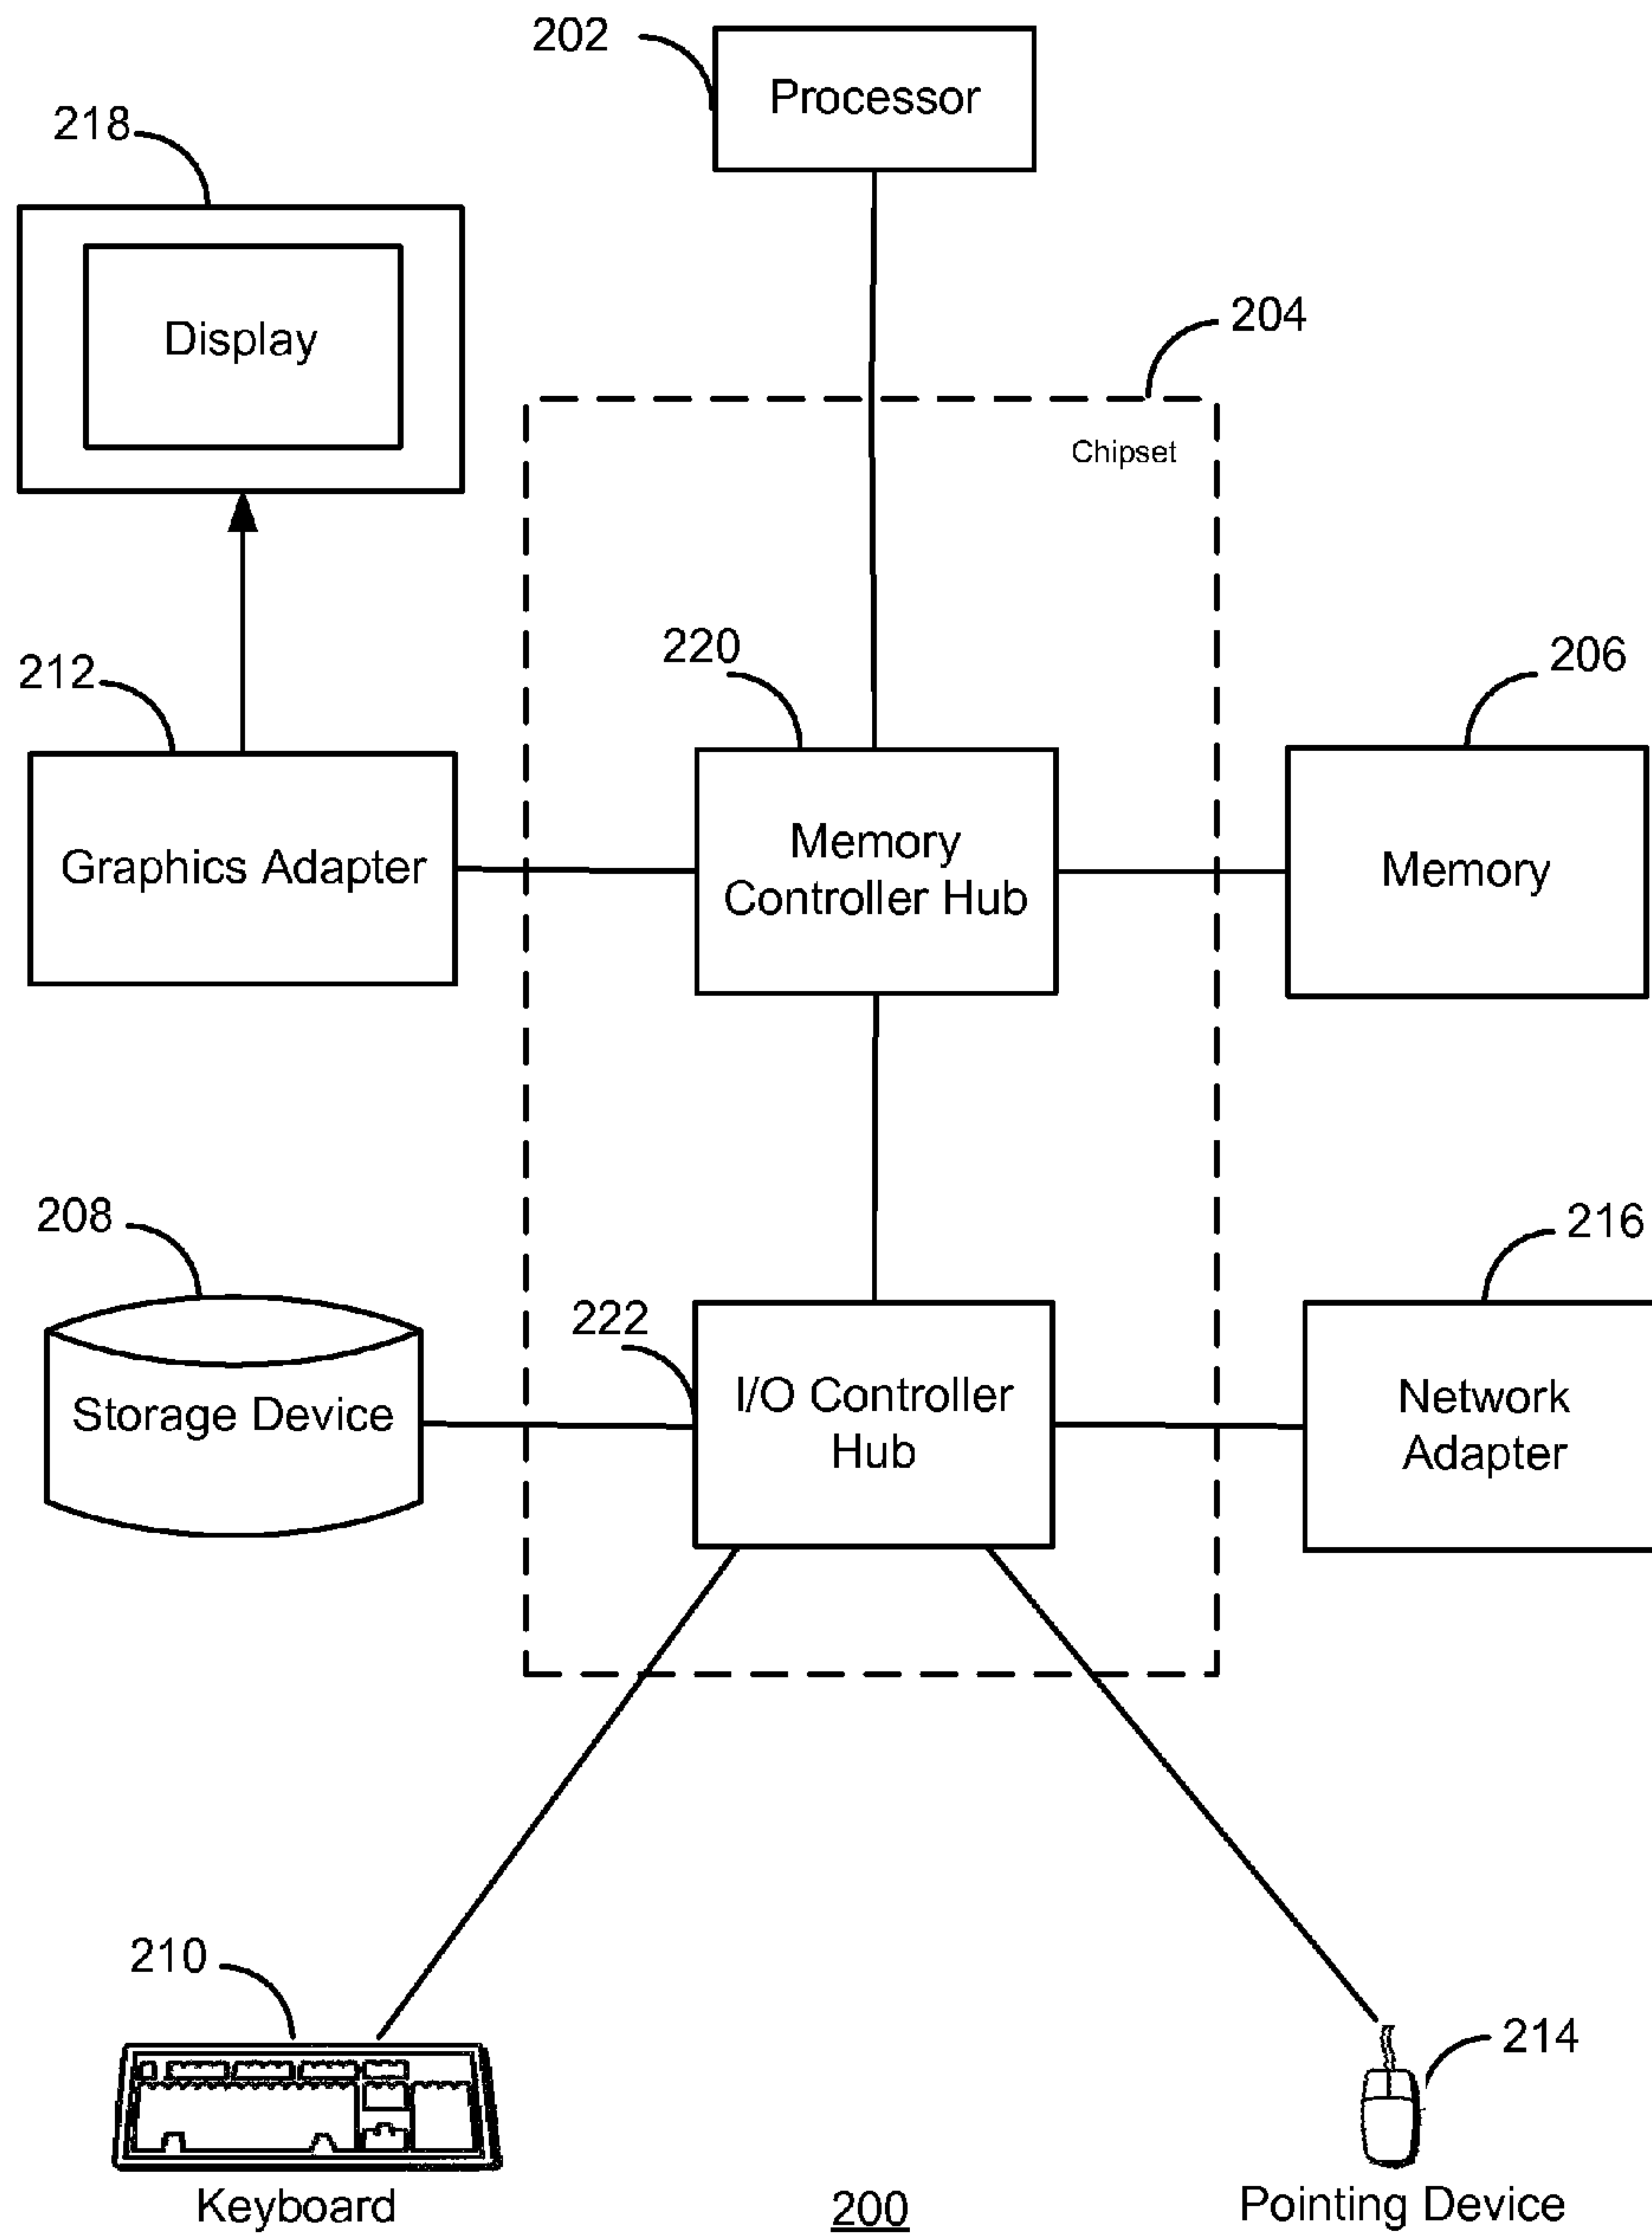 202
Processor
218
Display
204
Chipset
212
220
206
Graphics Adapter
Memory
Controller Hub
Memory
208
216
222
Storage Device
I/O Controller
Hub
Network
Adapter
210
214
Keyboard
200
Pointing Device